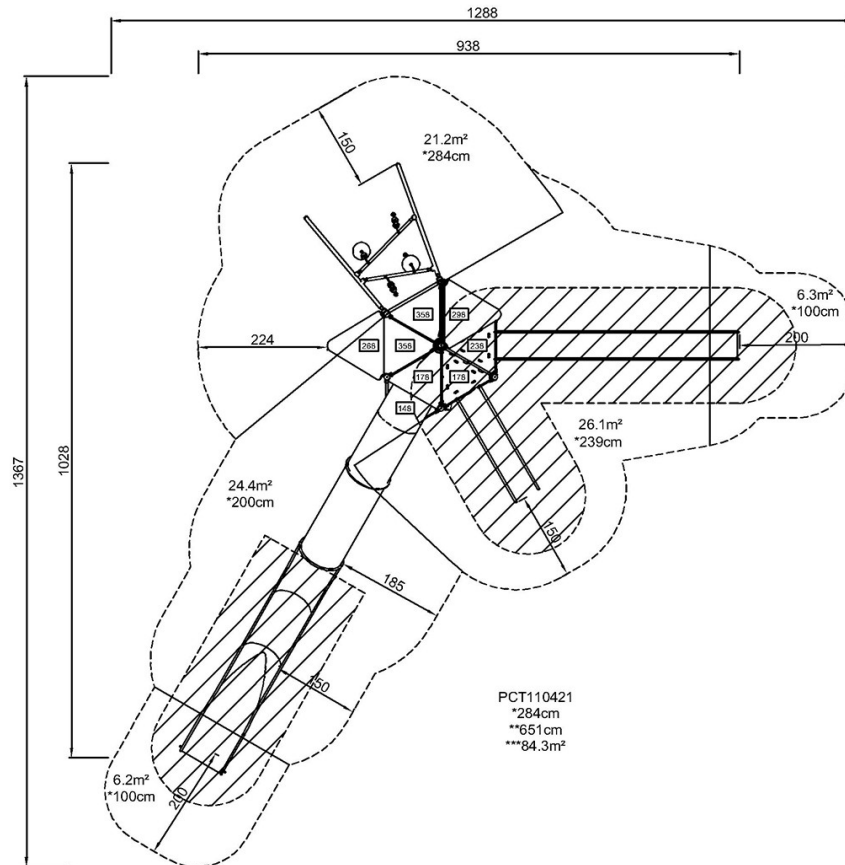 1288
938
150
21.2m²
*284cm
1367
1028
224
358
298
268
358
238
178
178
148
6.3m²
*100cm
200
26.1m²
*239cm
24.4m²
*200cm
150
185
150
PCT110421
*284cm
**651cm
***84.3m²
6.2m²
*100cm
200